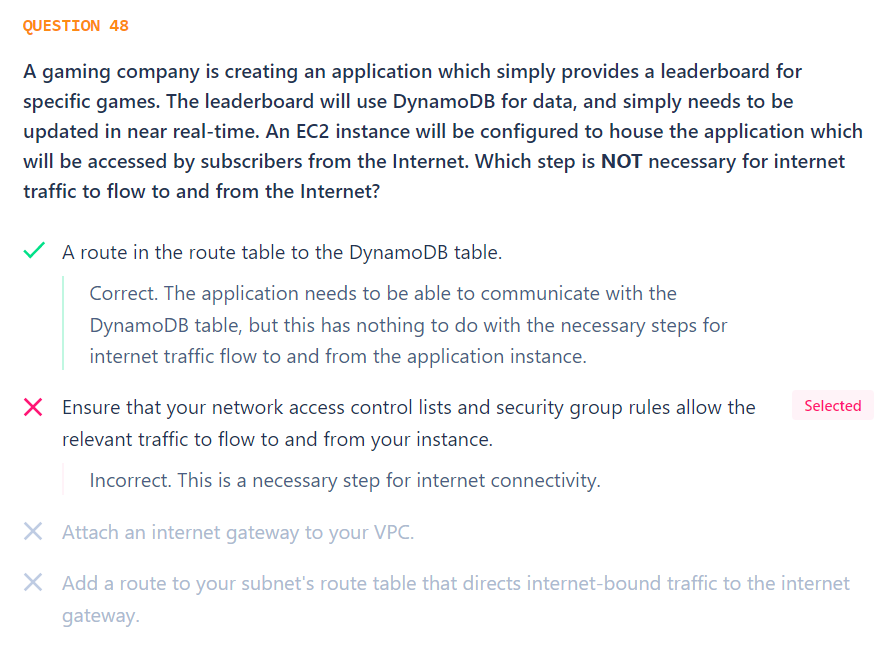 QUESTION 48
A gaming company is creating an application which simply provides a leaderboard for
specific games. The leaderboard will use DynamoDB for data, and simply needs to be
updated in near real-time. An EC2 instance will be configured to house the application which
will be accessed by subscribers from the Internet. Which step is NOT necessary for internet
traffic to flow to and from the Internet?
A route in the route table to the DynamoDB table.
Correct. The application needs to be able to communicate with the
DynamoDB table, but this has nothing to do with the necessary steps for
internet traffic flow to and from the application instance.
Ensure that your network access control lists and security group rules allow the
relevant traffic to flow to and from your instance.
Selected
Incorrect. This is a necessary step for internet connectivity.
Attach an internet gateway to your VPC.
Add a route to your subnet's route table that directs internet-bound traffic to the internet
gateway.